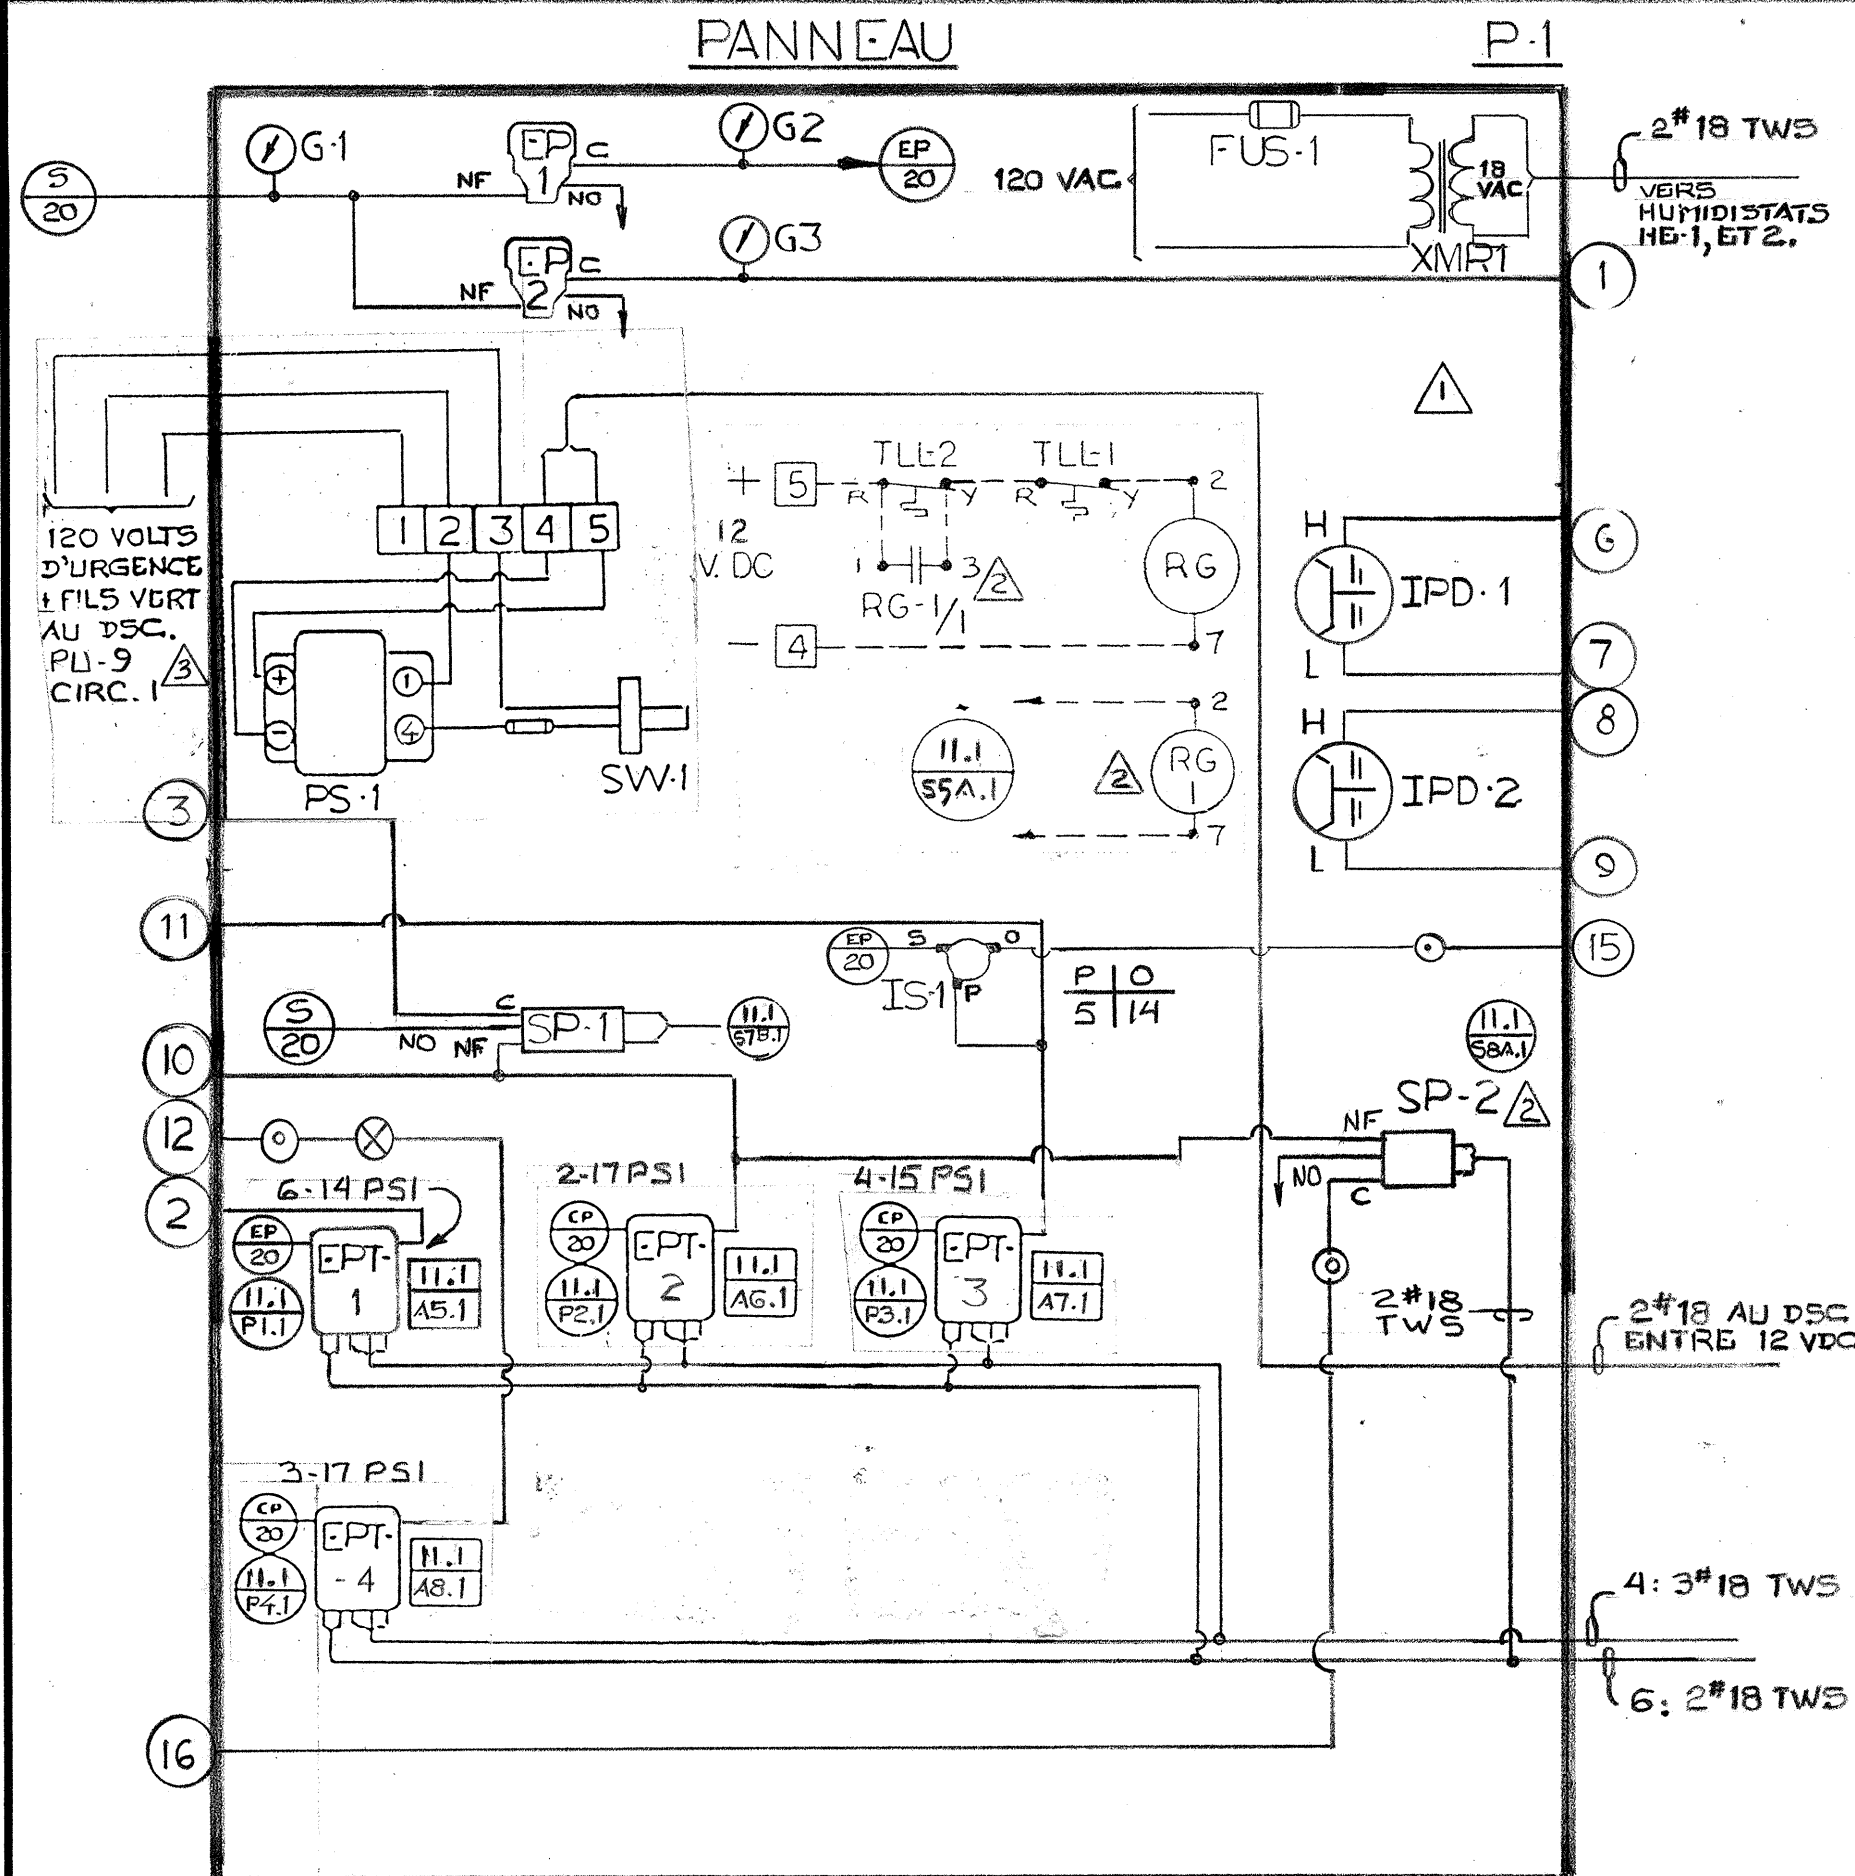 PANNEAU
P-1
S
20
G-1
EP
1
C
NF
NO
G2
EP
20
120 VAC
FUS-1
18
VAC
XMR1
2#18 TWS
VERS
HUMIDISTATS
HE-1, ET 2.
EP
2
C
NF
NO
G3
1
1
120 VOLTS
D'URGENCE
+ FILS VERT
AU DSC.
PU-9
CIRC. 1
3
1 2 3 4 5
+
-
1
4
PS-1
SW-1
+
5
12
V. DC
-
4
TLL-2
R
Y
TLL-1
R
Y
2
1
3
2
RG-1/1
RG
7
11.1
S5A.1
2
2
RG
1
7
H
IPD-1
L
6
7
H
IPD-2
L
8
9
3
11
EP
20
S
O
P
IS-1
P O
5 14
15
S
20
C
NO
NF
SP-1
11.1
S7B.1
11.1
S8A.1
SP-2
2
NF
NO
C
10
12
2
6-14 PSI
EP
20
11.1
P1.1
EPT-
1
11.1
A5.1
2-17 PSI
CP
20
11.1
P2.1
EPT-
2
11.1
A6.1
4-15 PSI
CP
20
11.1
P3.1
EPT-
3
11.1
A7.1
2#18
TWS
2#18 AU DSC
ENTRE 12 VDC
3-17 PSI
CP
20
11.1
P4.1
EPT-
-4
11.1
A8.1
4: 3#18 TWS
6: 2#18 TWS
16